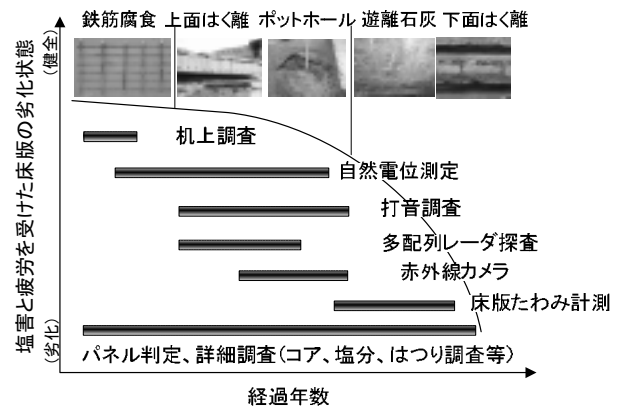 鉄筋腐食 上面はく離 ポットホール 遊離石灰 下面はく離
塩害と疲労を受けた床版の劣化状態
(健全)
(劣化)
机上調査
自然電位測定
打音調査
多配列レーダ探査
赤外線カメラ
床版たわみ計測
パネル判定、詳細調査(コア、塩分、はつり調査等)
経過年数